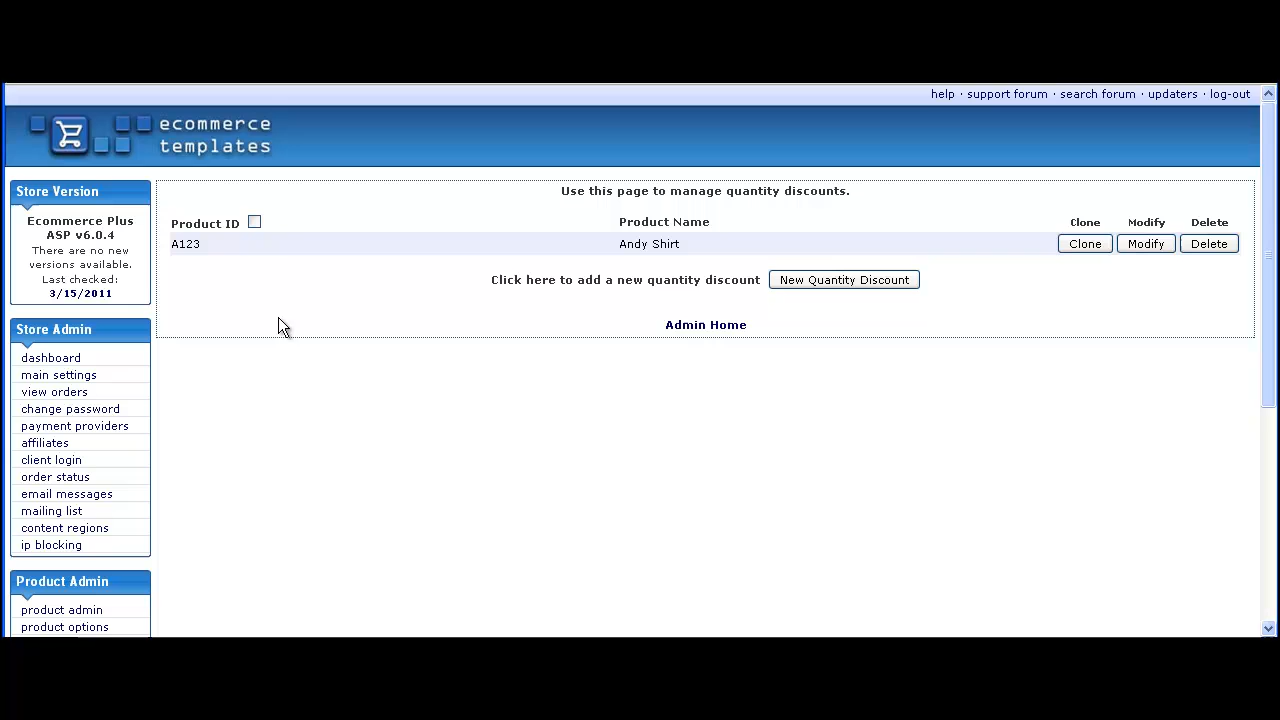 help · support forum · search forum · updaters · log-out
ecommerce
templates
Store Version
Ecommerce Plus
ASP v6.0.4
There are no new
versions available.
Last checked:
3/15/2011
Store Admin
dashboard
main settings
view orders
change password
payment providers
affiliates
client login
order status
email messages
mailing list
content regions
ip blocking
Product Admin
product admin
product options
Use this page to manage quantity discounts.
Product ID Product Name Clone Modify Delete
A123 Andy Shirt Clone Modify Delete
Click here to add a new quantity discount New Quantity Discount
Admin Home